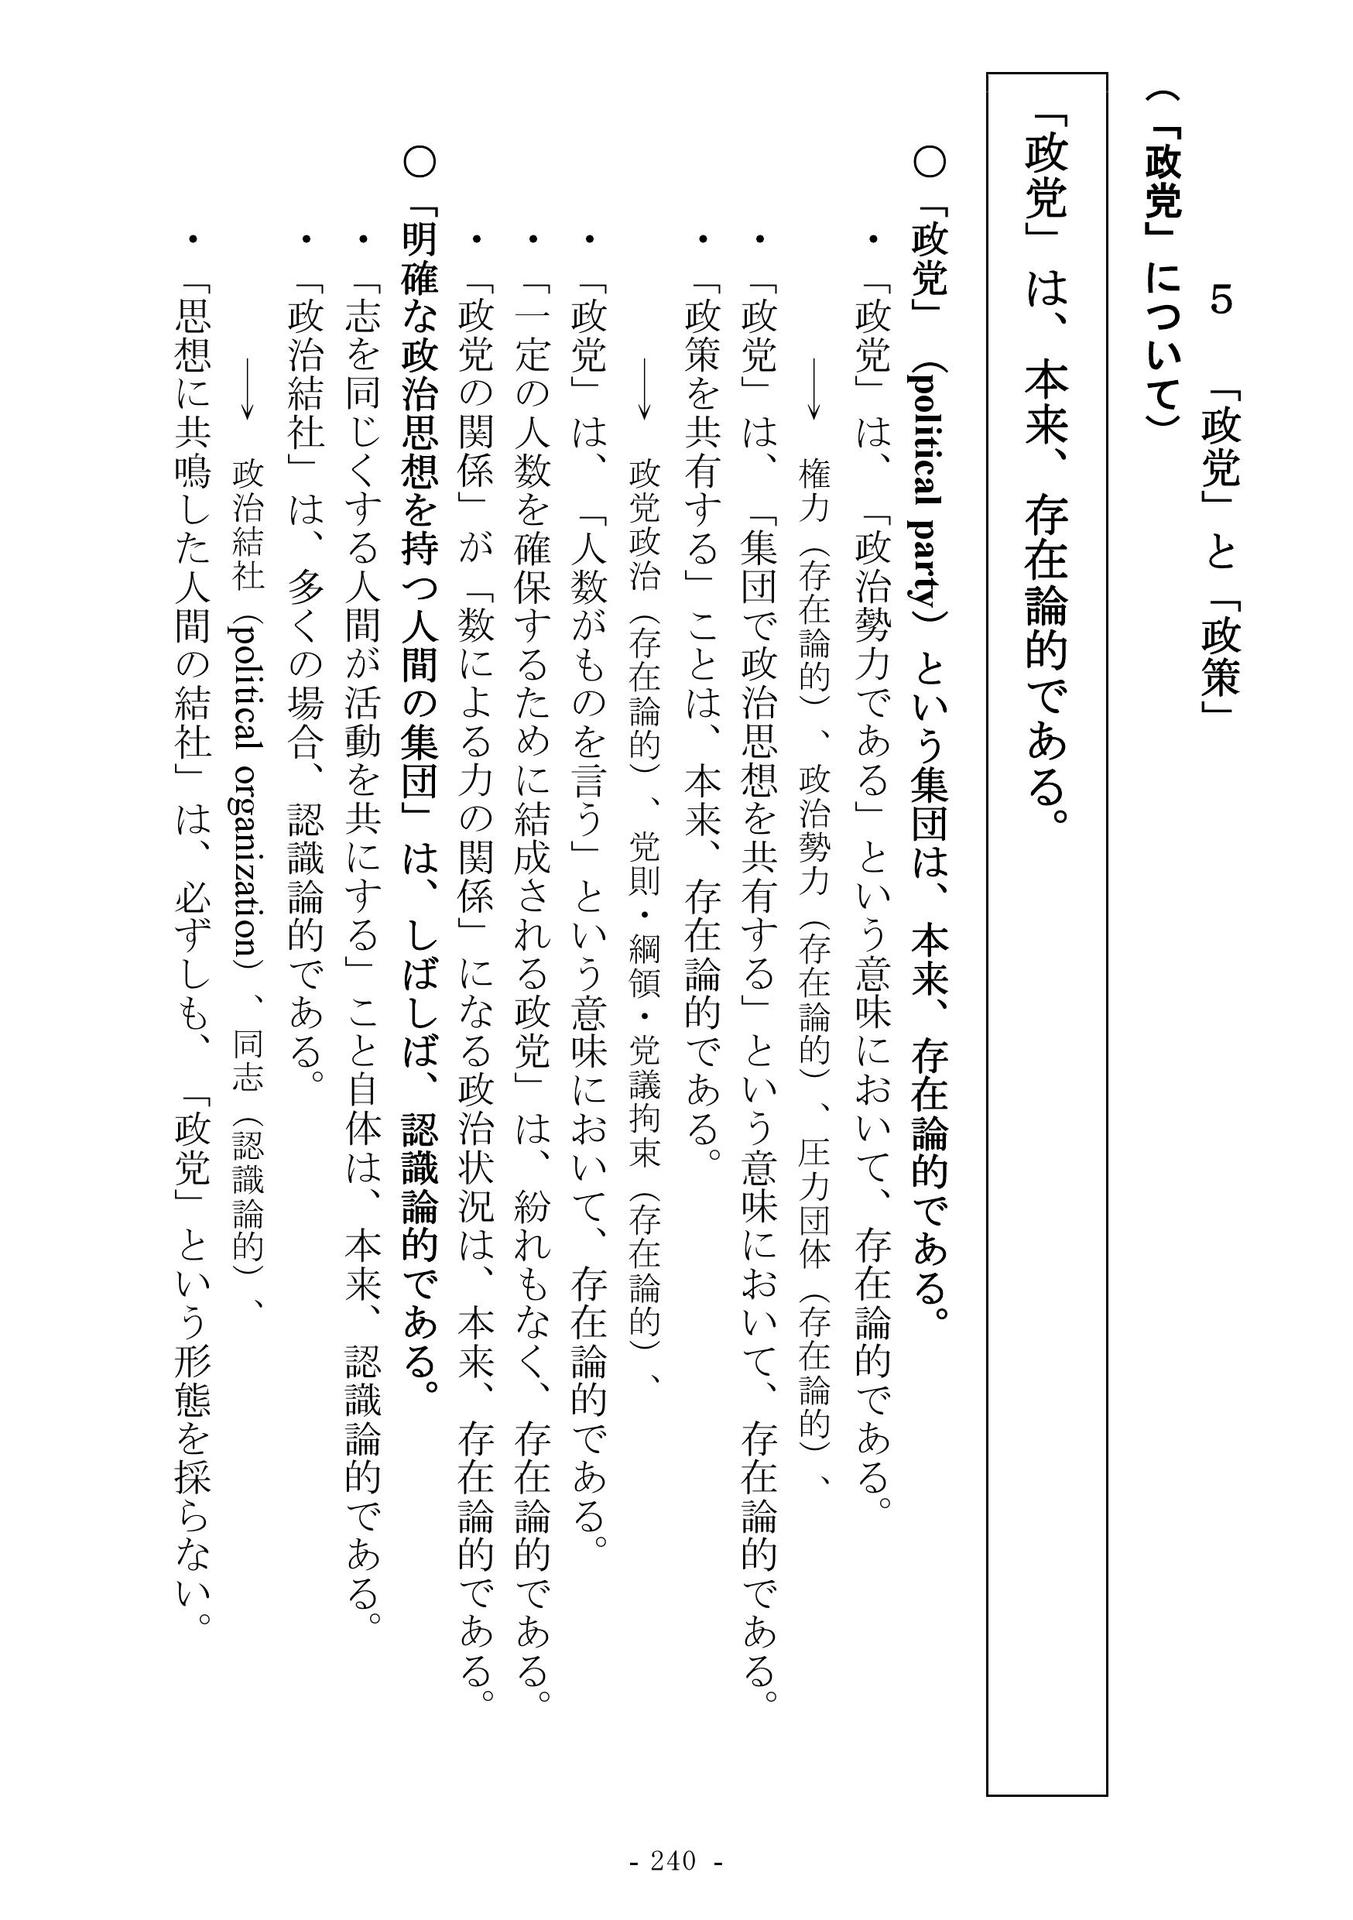 5　「政党」と「政策」
（「政党」について）
「政党」は、本来、存在論的である。
○「政党」（political party）という集団は、本来、存在論的である。
・「政党」は、「政治勢力である」という意味において、存在論的である。
→　権力（存在論的）、政治勢力（存在論的）、圧力団体（存在論的）、
・「政党」は、「集団で政治思想を共有する」という意味において、存在論的である。
・「政策を共有する」ことは、本来、存在論的である。
→　政党政治（存在論的）、党則・綱領・党議拘束（存在論的）、
・「政党」は、「人数がものを言う」という意味において、存在論的である。
・「一定の人数を確保するために結成される政党」は、紛れもなく、存在論的である。
・「政党の関係」が「数による力の関係」になる政治状況は、本来、存在論的である。
○「明確な政治思想を持つ人間の集団」は、しばしば、認識論的である。
・「志を同じくする人間が活動を共にする」こと自体は、本来、認識論的である。
・「政治結社」は、多くの場合、認識論的である。
→　政治結社（political organization）、同志（認識論的）、
・「思想に共鳴した人間の結社」は、必ずしも、「政党」という形態を採らない。
- 240 -